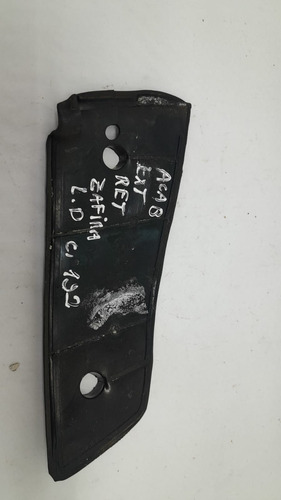 ACAB
EXT
RET
ZAFIRA
L.D C, 192